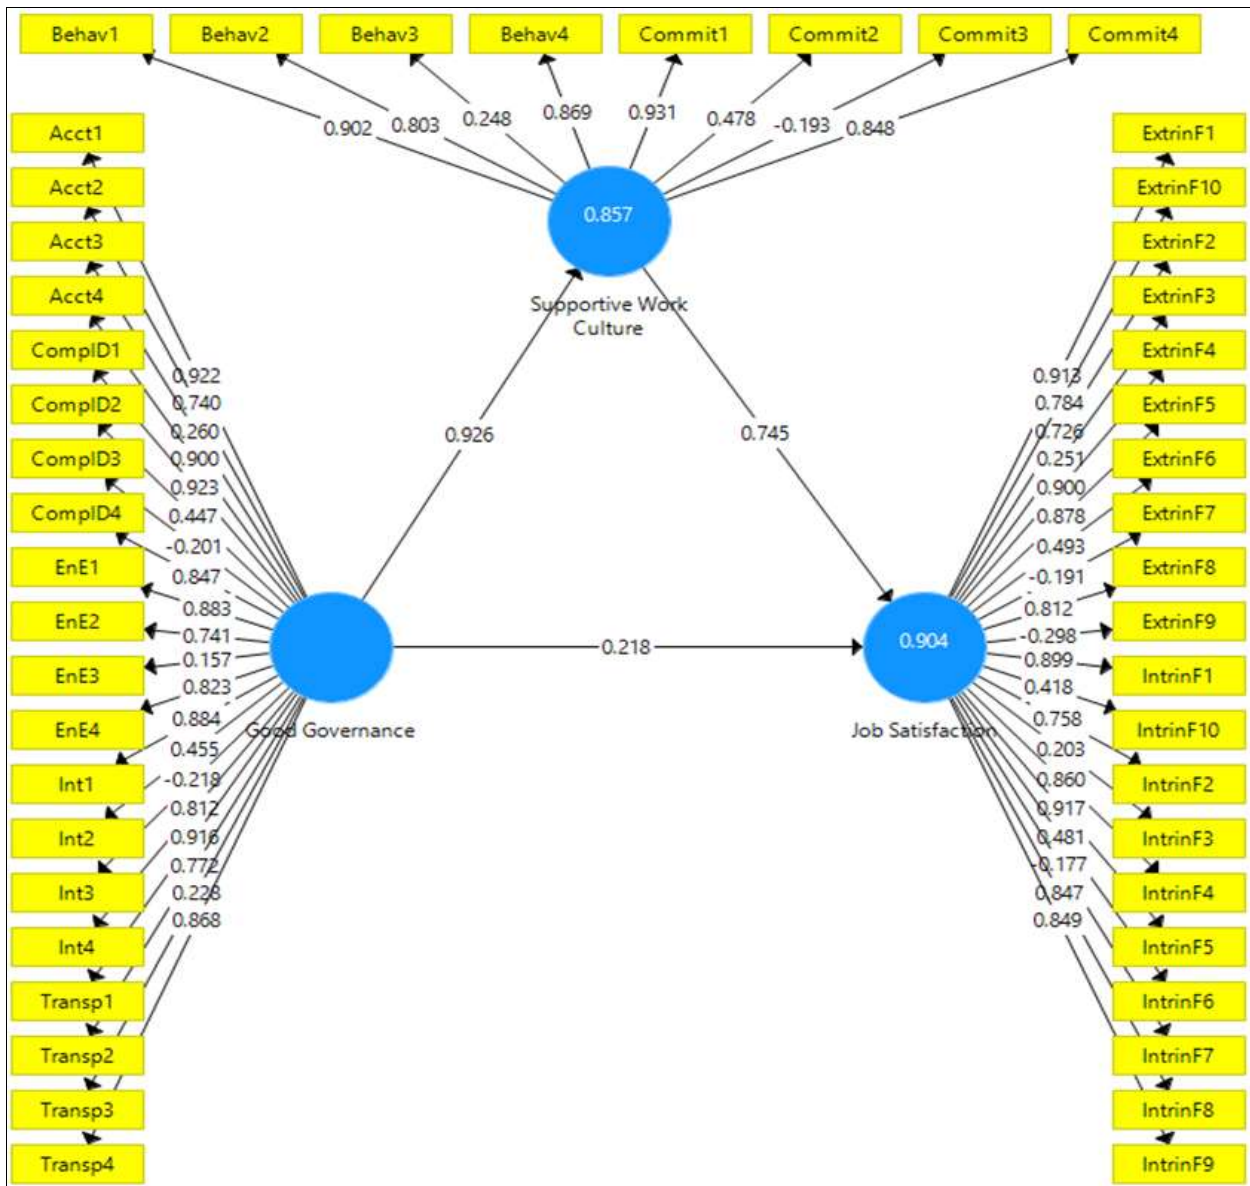 Behav1
Behav2
Behav3
Behav4
Commit1
Commit2
Commit3
Commit4
0.902
0.803
0.248
0.869
0.931
0.478
-0.193
0.848
0.857
Supportive Work
Culture
Acct1
Acct2
Acct3
Acct4
CompID1
CompID2
CompID3
CompID4
EnE1
EnE2
EnE3
EnE4
Int1
Int2
Int3
Int4
Transp1
Transp2
Transp3
Transp4
0.922
0.740
0.260
0.900
0.923
0.447
-0.201
0.847
0.883
0.741
0.157
0.823
0.884
0.455
-0.218
0.812
0.916
0.772
0.228
0.868
Good Governance
0.926
0.745
0.218
0.904
Job Satisfaction
0.913
0.784
0.726
0.251
0.900
0.878
0.493
-0.191
0.812
-0.298
0.899
0.418
0.758
0.203
0.860
0.917
0.481
-0.177
0.847
0.849
ExtrinF1
ExtrinF10
ExtrinF2
ExtrinF3
ExtrinF4
ExtrinF5
ExtrinF6
ExtrinF7
ExtrinF8
ExtrinF9
IntrinF1
IntrinF10
IntrinF2
IntrinF3
IntrinF4
IntrinF5
IntrinF6
IntrinF7
IntrinF8
IntrinF9